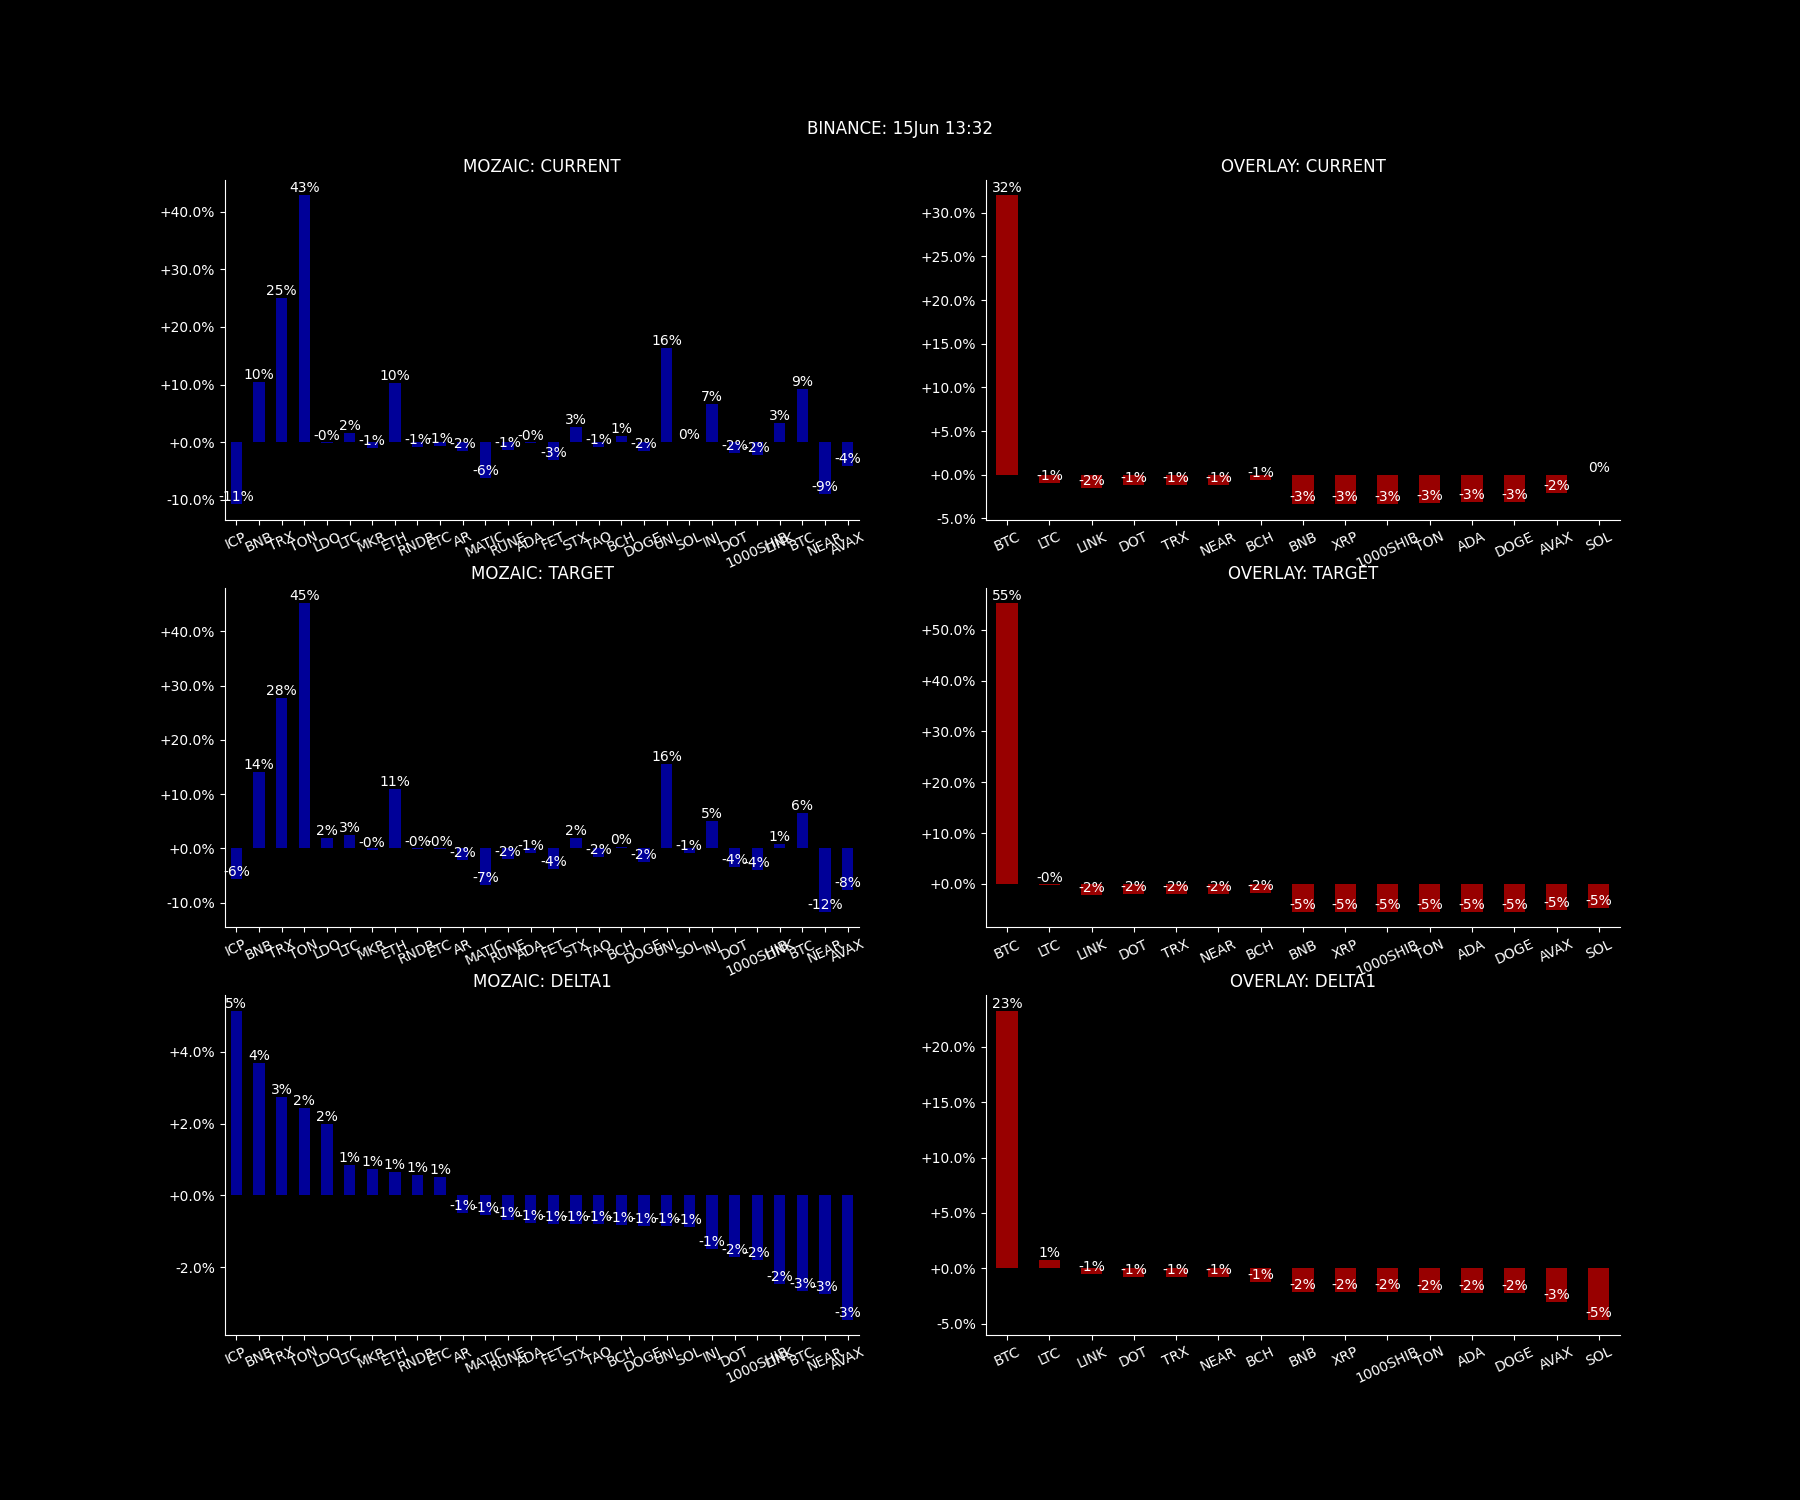 BINANCE: 15Jun 13:32
MOZAIC: CURRENT
+40.0%
+30.0%
+20.0%
+10.0%
+0.0%
-10.0%
-11% 10% 25% 43% -0% 2% -1% 10% -1% -1% -2% -6% -1% -0% -3% 3% -1% 1% -2% 16% 0% 7% -2% -2% 3% 9% -9% -4%
ICP BNB TRX TON LDO LTC MKR ETH RNDR ETC AR MATIC RUNE ADA FET STX TAO BCH DOGE UNI SOL INJ DOT 1000SHIB LINK BTC NEAR AVAX
OVERLAY: CURRENT
+30.0%
+25.0%
+20.0%
+15.0%
+10.0%
+5.0%
+0.0%
-5.0%
32% -1% -2% -1% -1% -1% -1% -3% -3% -3% -3% -3% -3% -2% 0%
BTC LTC LINK DOT TRX NEAR BCH BNB XRP 1000SHIB TON ADA DOGE AVAX SOL
MOZAIC: TARGET
+40.0%
+30.0%
+20.0%
+10.0%
+0.0%
-10.0%
-6% 14% 28% 45% 2% 3% -0% 11% -0% -0% -2% -7% -2% -1% -4% 2% -2% 0% -2% 16% -1% 5% -4% -4% 1% 6% -12% -8%
ICP BNB TRX TON LDO LTC MKR ETH RNDR ETC AR MATIC RUNE ADA FET STX TAO BCH DOGE UNI SOL INJ DOT 1000SHIB LINK BTC NEAR AVAX
OVERLAY: TARGET
+50.0%
+40.0%
+30.0%
+20.0%
+10.0%
+0.0%
55% -0% -2% -2% -2% -2% -2% -5% -5% -5% -5% -5% -5% -5% -5%
BTC LTC LINK DOT TRX NEAR BCH BNB XRP 1000SHIB TON ADA DOGE AVAX SOL
MOZAIC: DELTA1
+4.0%
+2.0%
+0.0%
-2.0%
5% 4% 3% 2% 2% 1% 1% 1% 1% 1% -1% -1% -1% -1% -1% -1% -1% -1% -1% -1% -1% -1% -2% -2% -2% -3% -3% -3%
ICP BNB TRX TON LDO LTC MKR ETH RNDR ETC AR MATIC RUNE ADA FET STX TAO BCH DOGE UNI SOL INJ DOT 1000SHIB LINK BTC NEAR AVAX
OVERLAY: DELTA1
+20.0%
+15.0%
+10.0%
+5.0%
+0.0%
-5.0%
23% 1% -1% -1% -1% -1% -1% -2% -2% -2% -2% -2% -2% -3% -5%
BTC LTC LINK DOT TRX NEAR BCH BNB XRP 1000SHIB TON ADA DOGE AVAX SOL